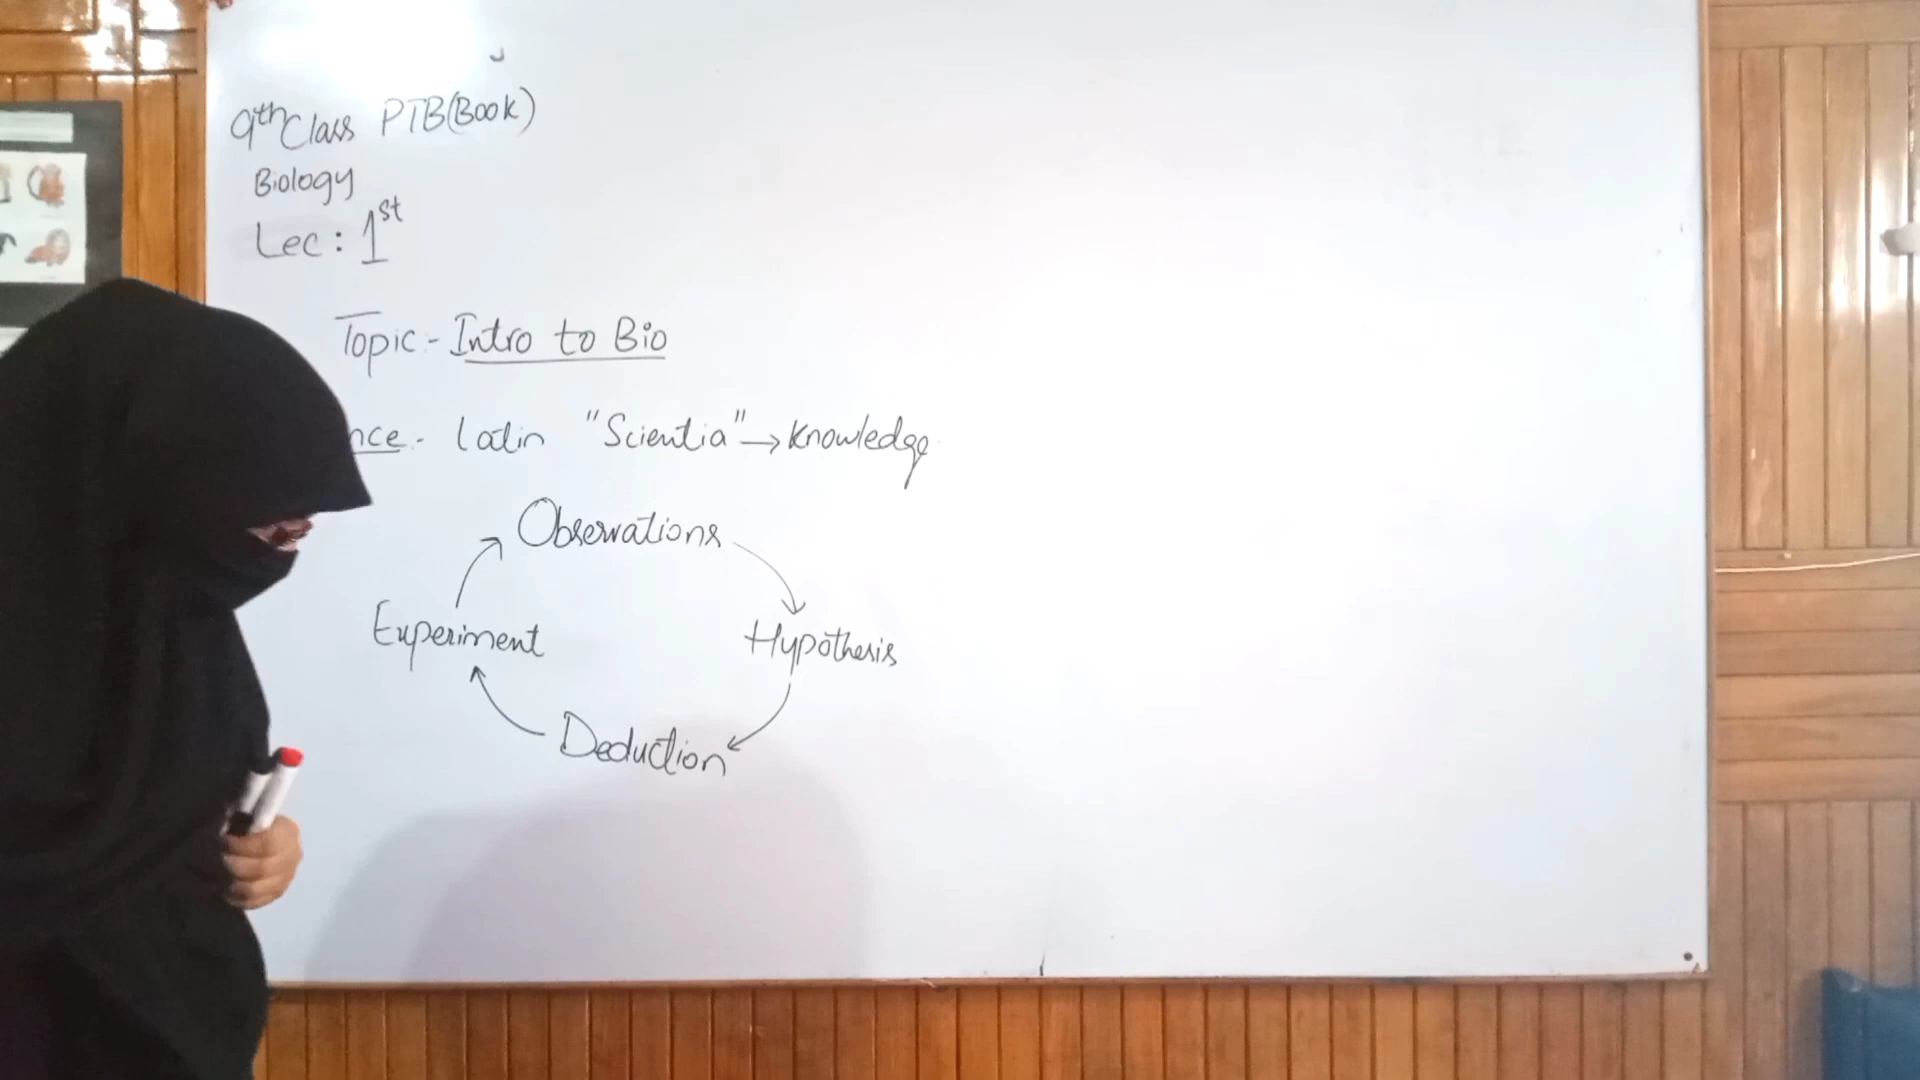 9th Class PTB(Book)
Biology
Lec: 1st
Topic:- Intro to Bio
nce:- Latin "Scientia" → Knowledge
Observations
Experiment
Hypothesis
Deduction